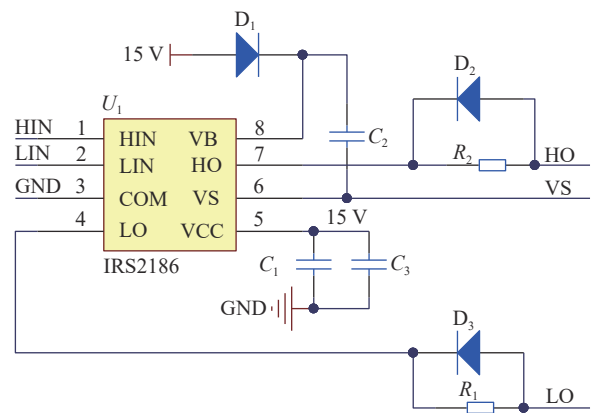 D1
15 V
D2
U1
HIN 1 HIN VB 8
C2
LIN 2 LIN HO 7
R2 HO
GND 3 COM VS 6
VS
4 LO VCC 5
15 V
IRS2186
C1 C3
GND
D3
R1 LO